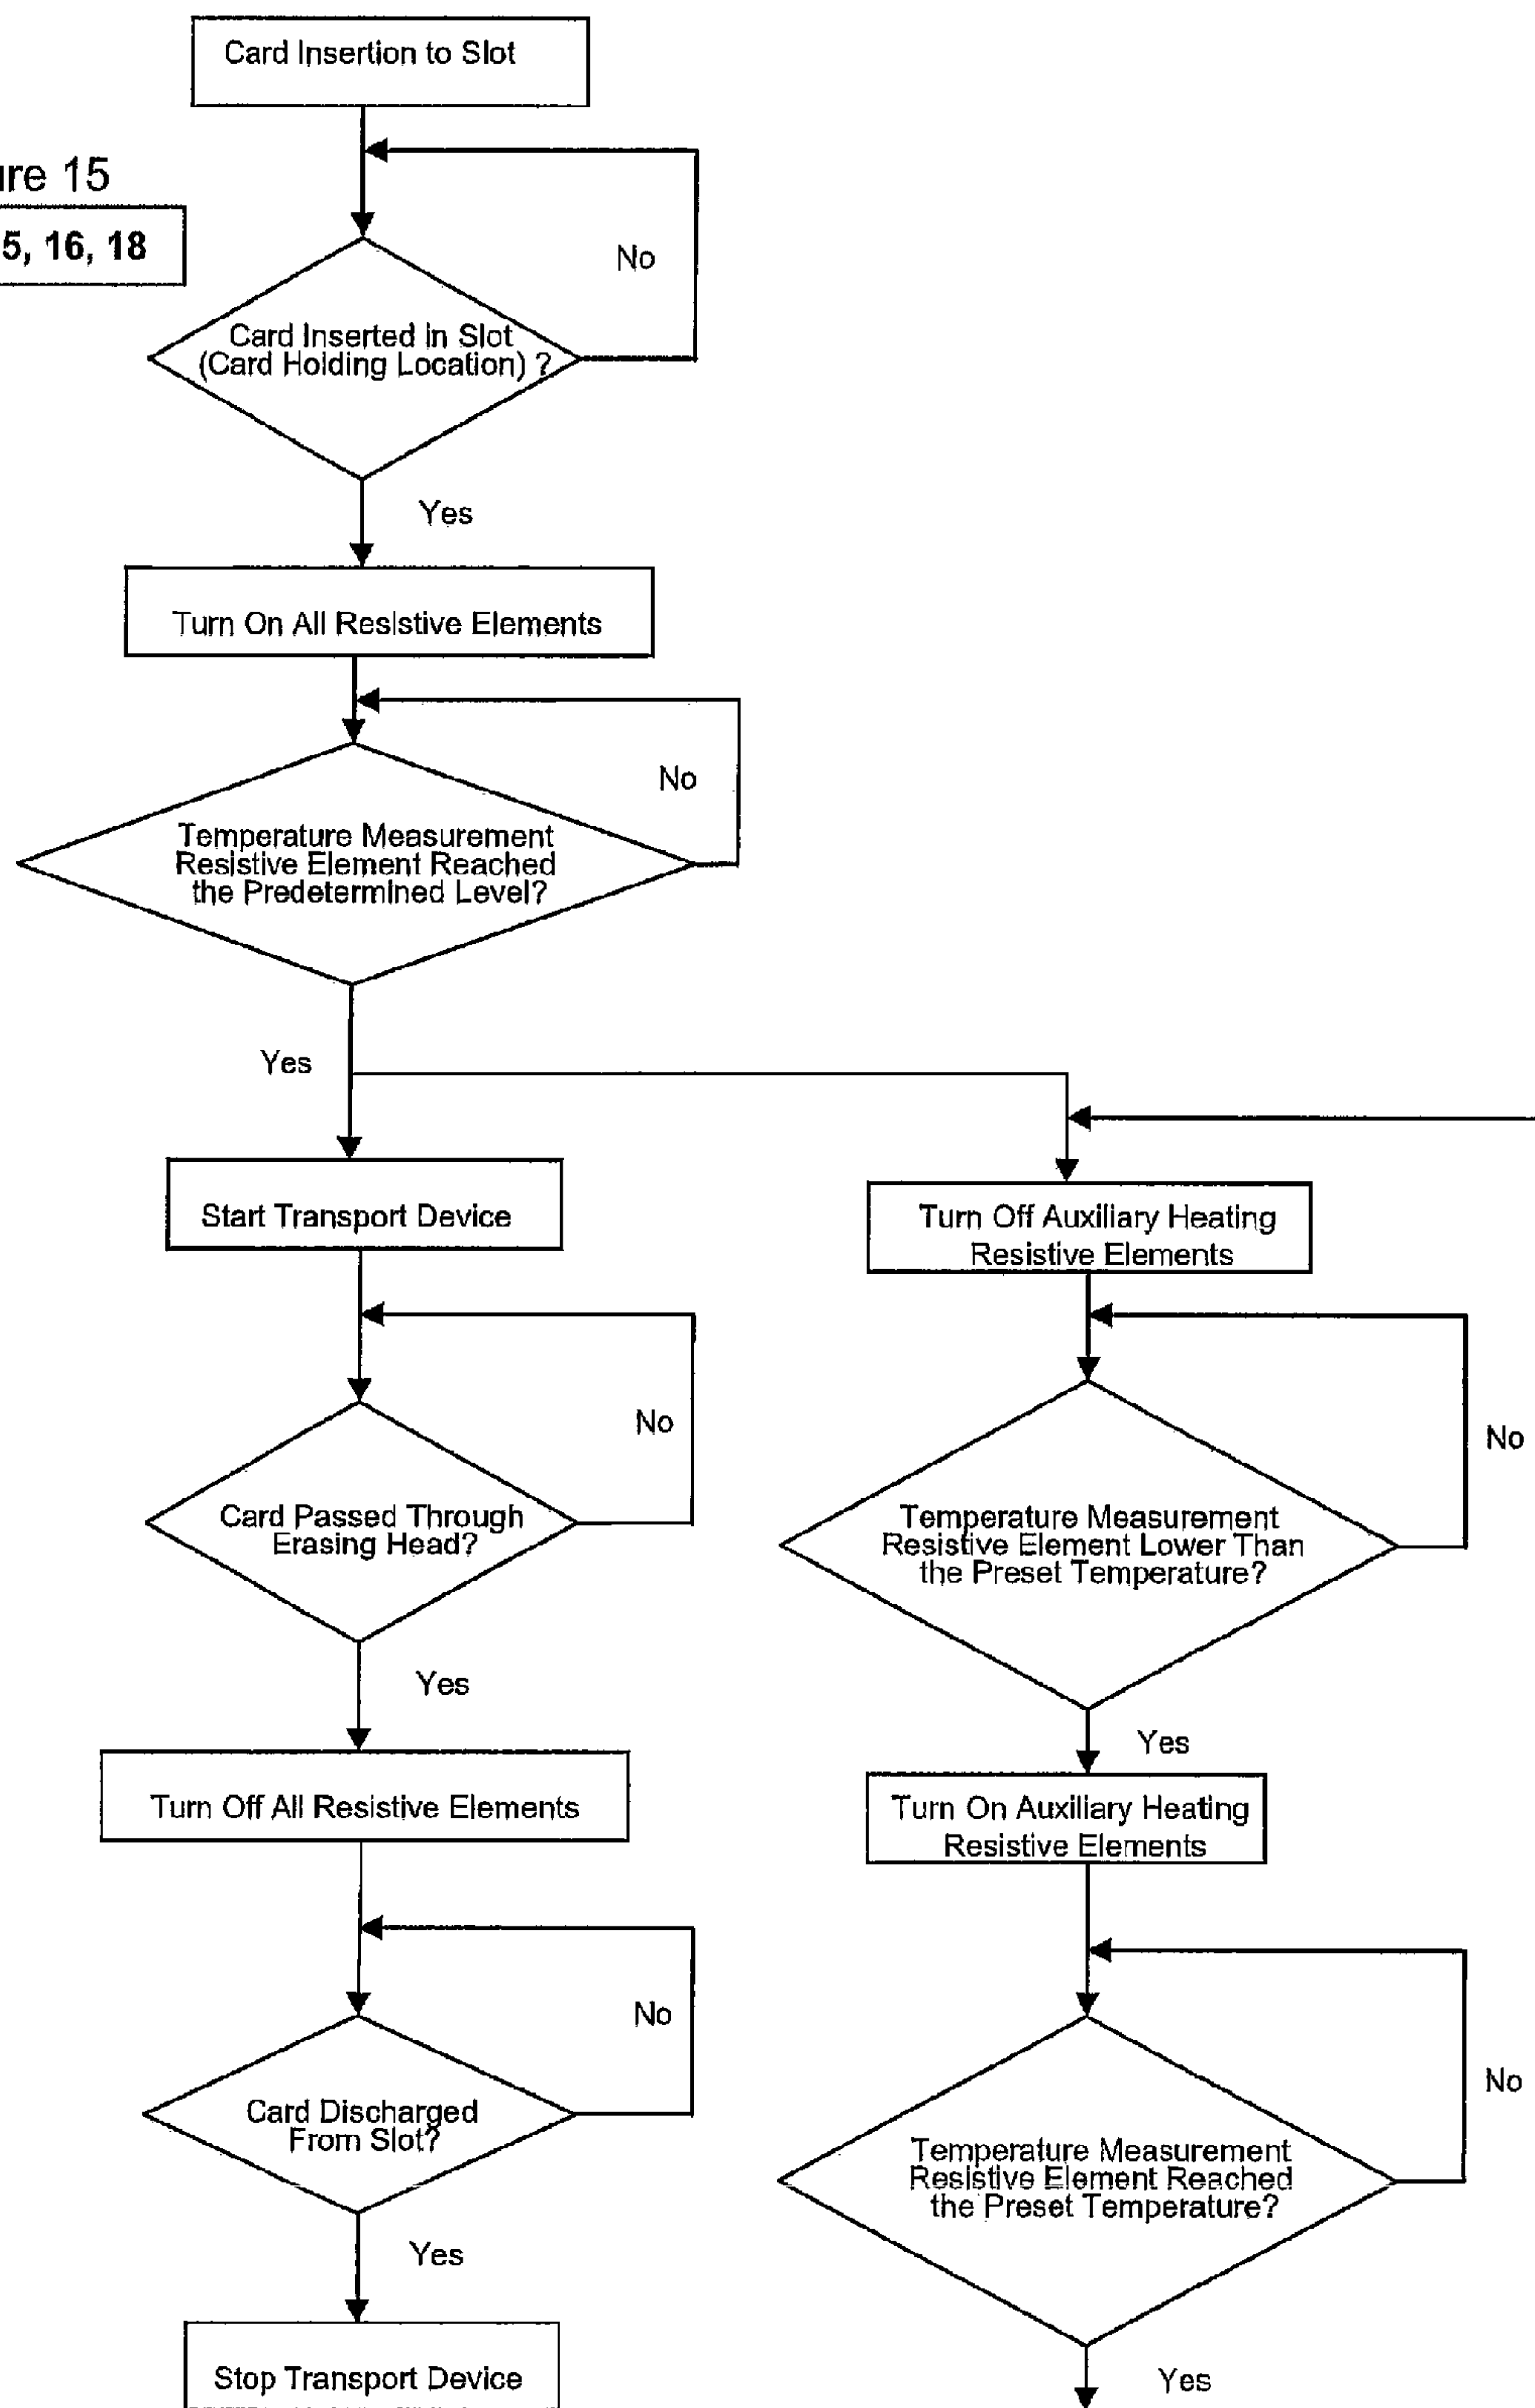 Card Insertion to Slot
ure 15
5, 16, 18
No
Card Inserted in Slot
(Card Holding Location) ?
Yes
Turn On All Resistive Elements
No
Temperature Measurement
Resistive Element Reached
the Predetermined Level?
Yes
Start Transport Device
No
Card Passed Through
Erasing Head?
Yes
Turn Off All Resistive Elements
No
Card Discharged
From Slot?
Yes
Stop Transport Device
Turn Off Auxiliary Heating
Resistive Elements
No
Temperature Measurement
Resistive Element Lower Than
the Preset Temperature?
Yes
Turn On Auxiliary Heating
Resistive Elements
No
Temperature Measurement
Resistive Element Reached
the Preset Temperature?
Yes